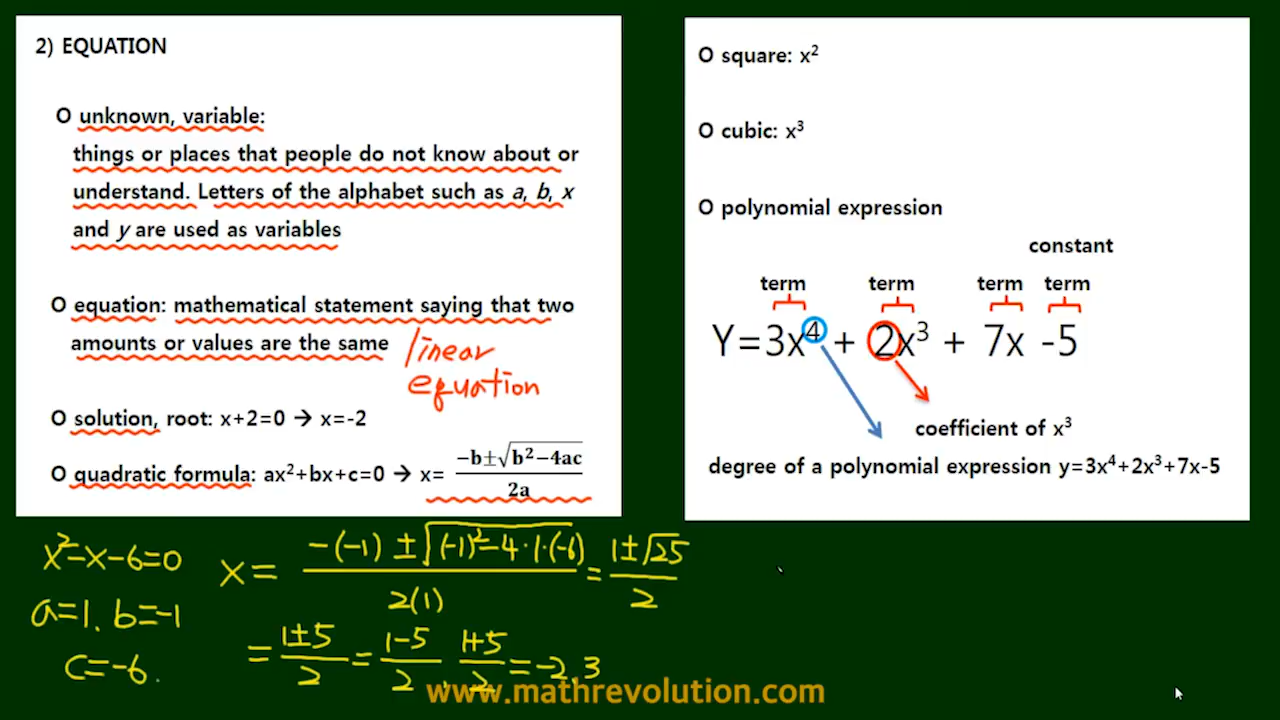 2) EQUATION
O unknown, variable:
things or places that people do not know about or
understand. Letters of the alphabet such as a, b, x
and y are used as variables
O equation: mathematical statement saying that two
amounts or values are the same
linear
equation
O solution, root: x+2=0 → x=-2
O quadratic formula: ax²+bx+c=0 → x= (-b±√(b²-4ac))/2a
O square: x²
O cubic: x³
O polynomial expression
constant
term term term term
Y=3x⁴ + 2x³ + 7x -5
coefficient of x³
degree of a polynomial expression y=3x⁴+2x³+7x-5
x²-x-6=0
a=1. b=-1
c=-6.
x= (-(-1)±√((-1)²-4·1·(-6)))/2(1) = (1±√25)/2
= (1±5)/2 = (1-5)/2, (1+5)/2 = -2, 3
www.mathrevolution.com